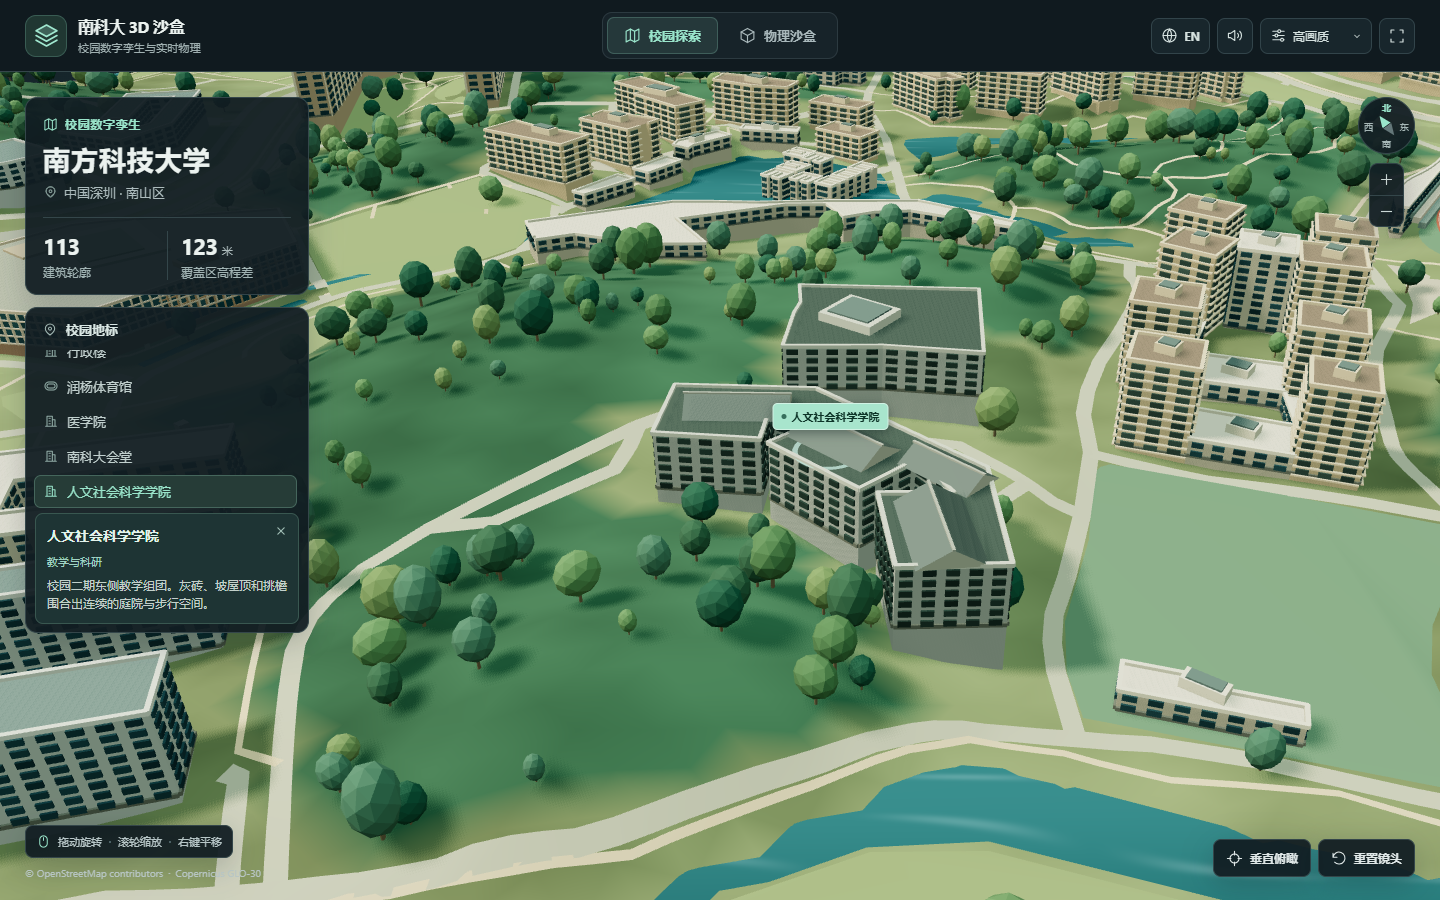 南科大 3D 沙盒
校园数字孪生与实时物理
校园探索
物理沙盒
EN
高画质
校园数字孪生
南方科技大学
中国深圳 · 南山区
113
建筑轮廓
123 米
覆盖区高程差
校园地标
行政楼
润杨体育馆
医学院
南科大会堂
人文社会科学学院
人文社会科学学院
教学与科研
校园二期东侧教学组团。灰砖、坡屋顶和挑檐
围合出连续的庭院与步行空间。
人文社会科学学院
北
西
东
南
拖动旋转 · 滚轮缩放 · 右键平移
© OpenStreetMap contributors · Copernicus
O-30
垂直俯瞰
重置镜头